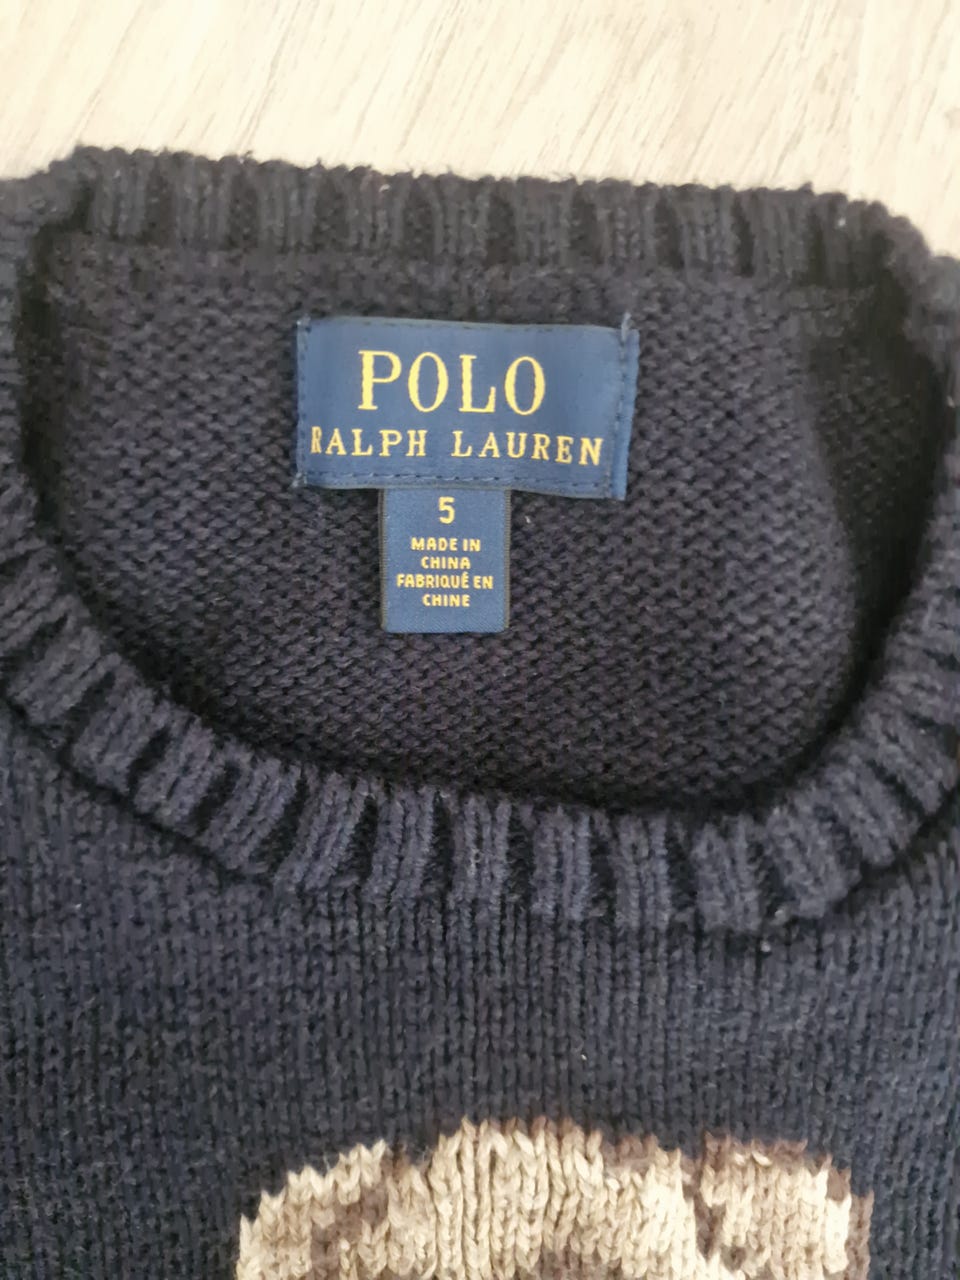 POLO
RALPH LAUREN
5
MADE IN
CHINA
FABRIQUÉ EN
CHINE